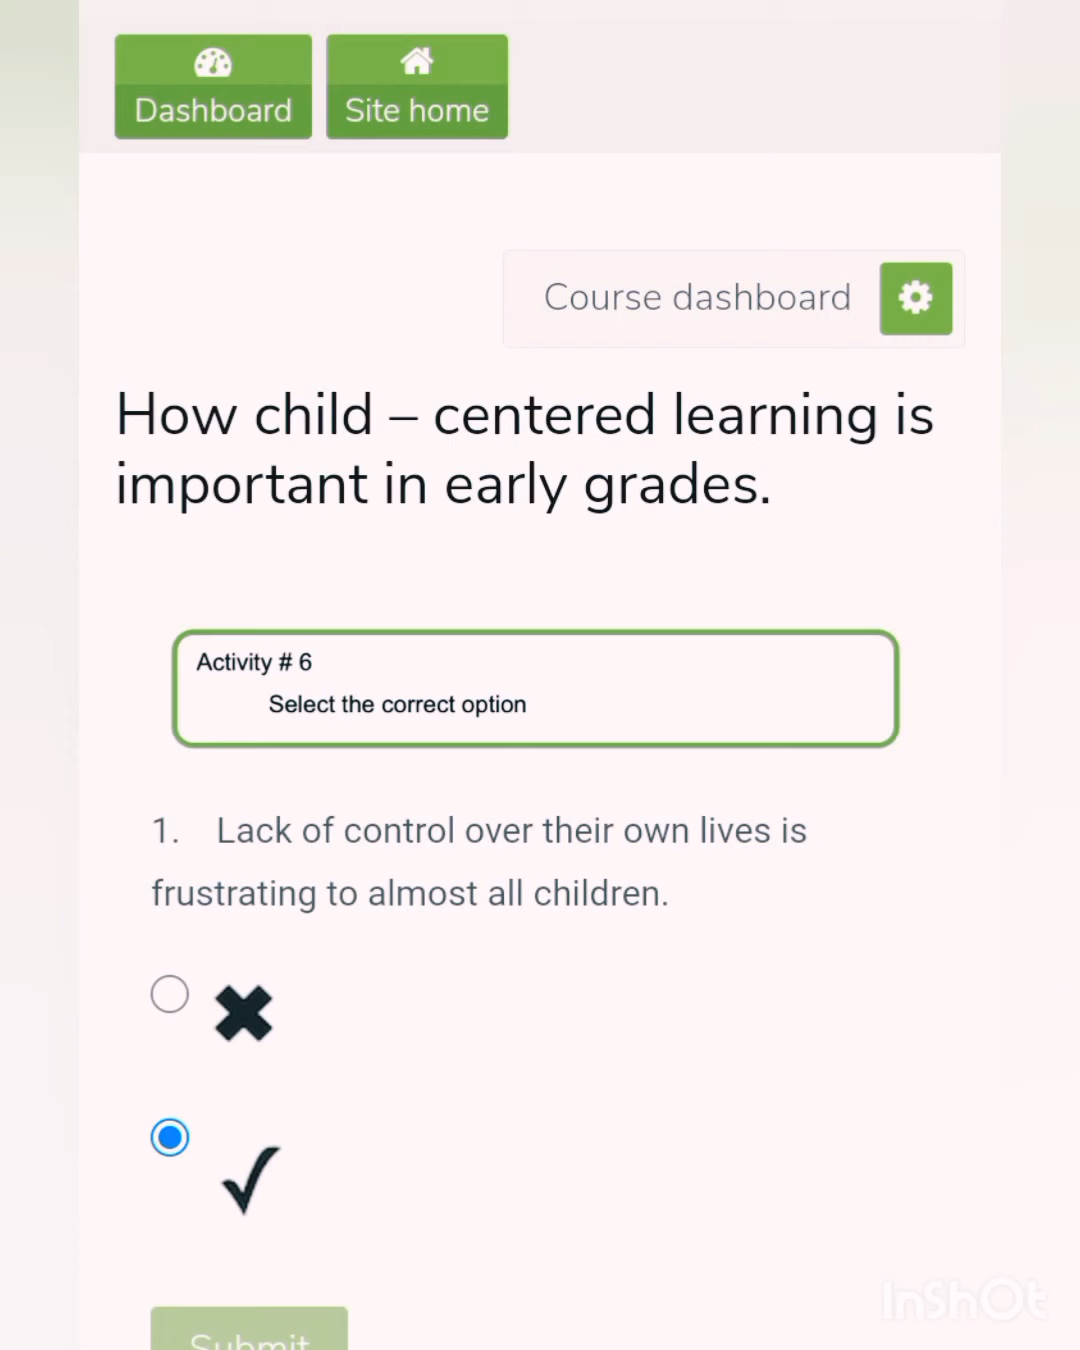 Dashboard
Site home
Course dashboard
How child – centered learning is
important in early grades.
Activity # 6
Select the correct option
1. Lack of control over their own lives is
frustrating to almost all children.
Submit
InShOt